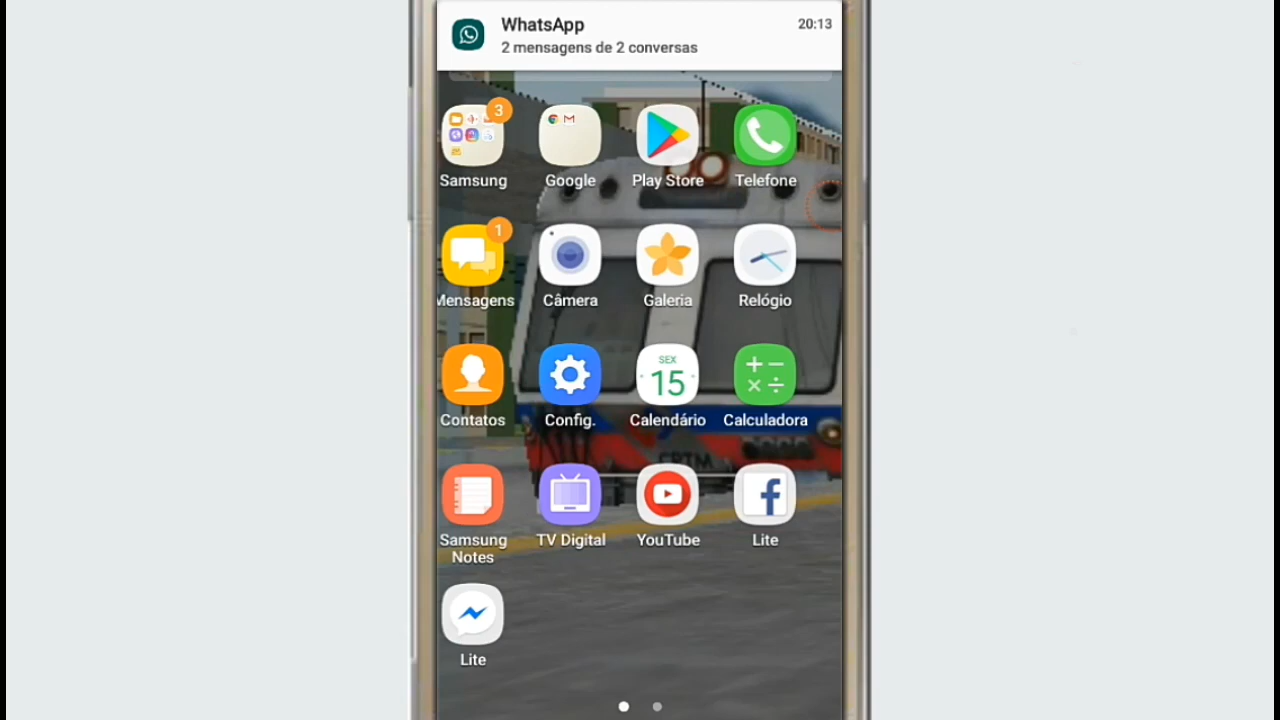 WhatsApp
20:13
2 mensagens de 2 conversas
3
Samsung
Google
Play Store
Telefone
1
Mensagens
Câmera
Galeria
Relógio
SEX
15
Contatos
Config.
Calendário
Calculadora
CPTM
Samsung
Notes
TV Digital
YouTube
Lite
Lite